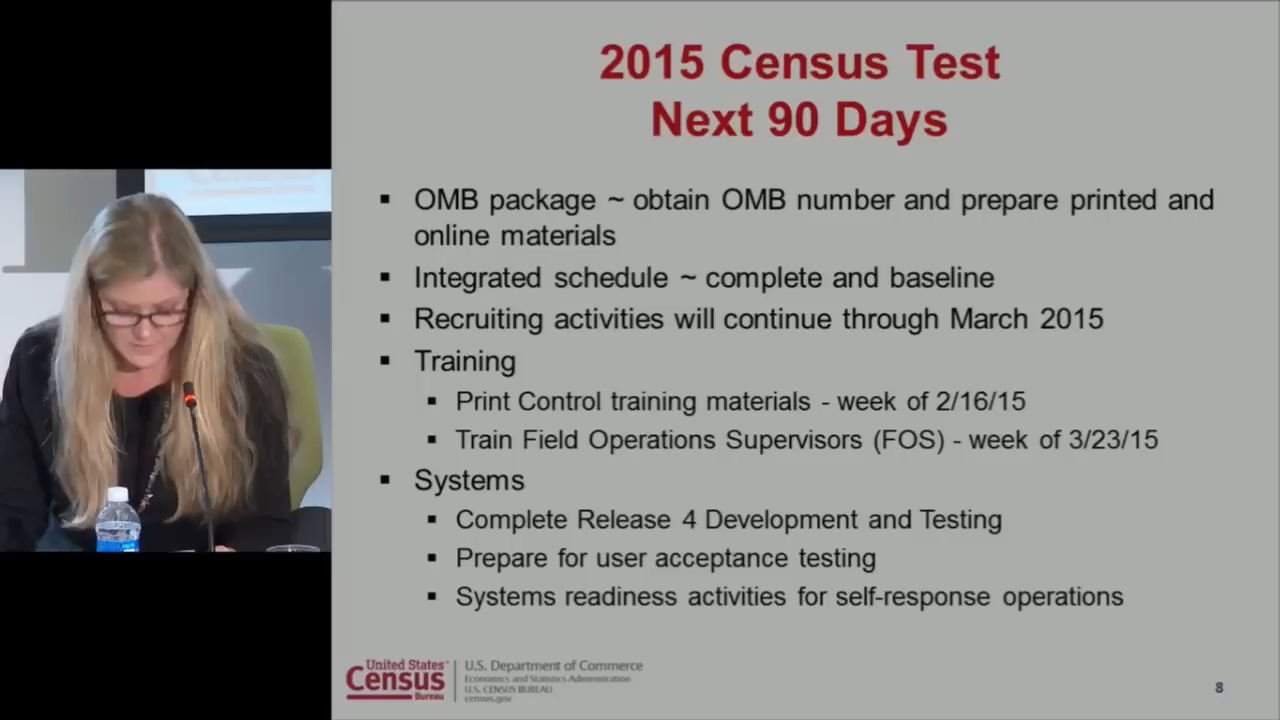 2015 Census Test
Next 90 Days
▪ OMB package ~ obtain OMB number and prepare printed and
online materials
▪ Integrated schedule ~ complete and baseline
▪ Recruiting activities will continue through March 2015
▪ Training
▪ Print Control training materials - week of 2/16/15
▪ Train Field Operations Supervisors (FOS) - week of 3/23/15
▪ Systems
▪ Complete Release 4 Development and Testing
▪ Prepare for user acceptance testing
▪ Systems readiness activities for self-response operations
United States
Census
Bureau
U.S. Department of Commerce
Economics and Statistics Administration
U.S. CENSUS BUREAU
census.gov
8